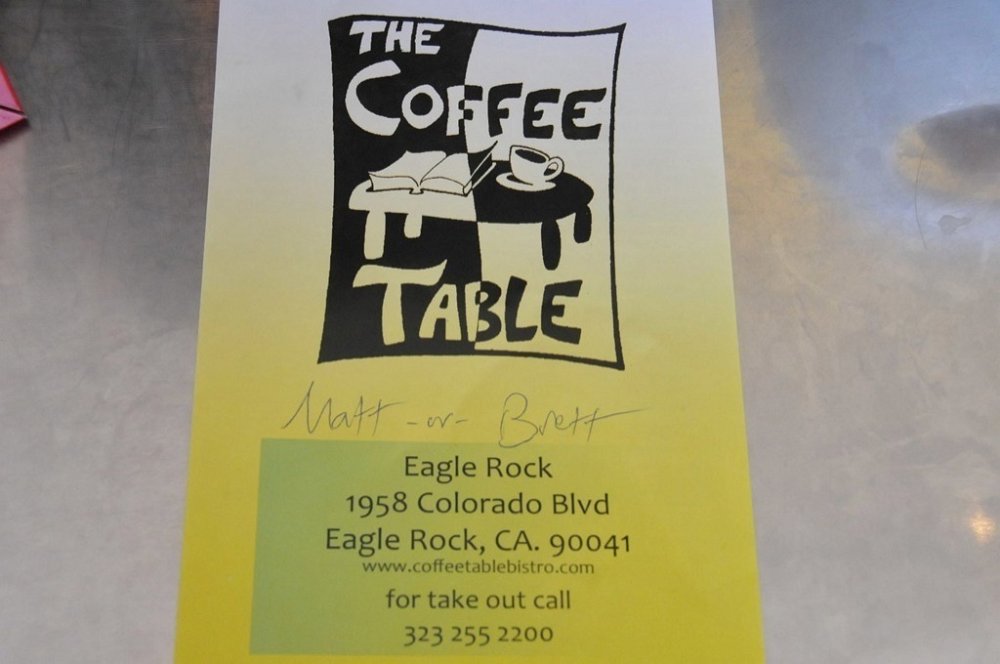 THE
COFFEE
TABLE
Matt -or- Brett
Eagle Rock
1958 Colorado Blvd
Eagle Rock, CA. 90041
www.coffeetablebistro.com
for take out call
323 255 2200